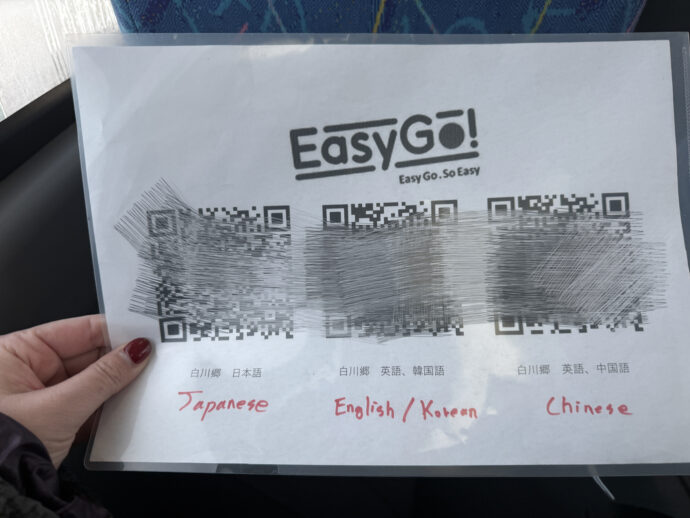 EasyGo!
Easy Go. So Easy
白川郷 日本語
白川郷 英語、韓国語
白川郷 英語、中国語
Japanese
English / Korean
Chinese